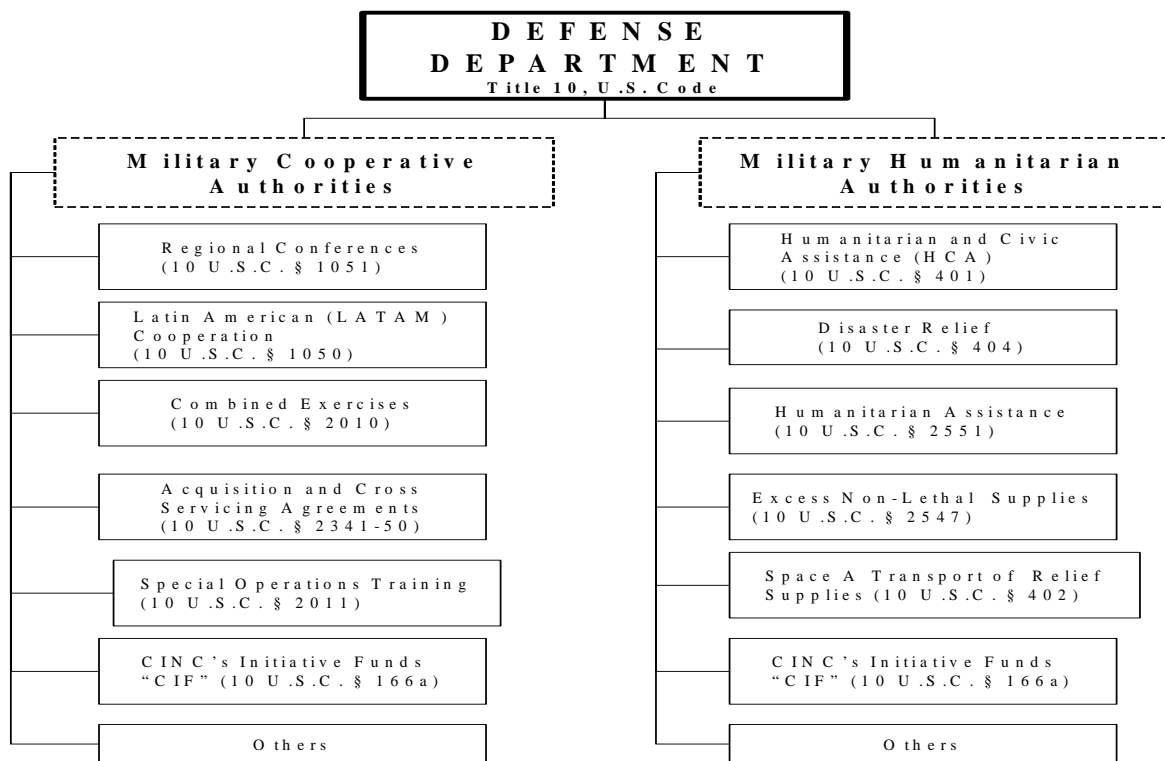 DEFENSE
DEPARTMENT
Title 10, U.S. Code
Military Cooperative
Authorities
Regional Conferences
(10 U.S.C. § 1051)
Latin American (LATAM)
Cooperation
(10 U.S.C. § 1050)
Combined Exercises
(10 U.S.C. § 2010)
Acquisition and Cross
Servicing Agreements
(10 U.S.C. § 2341-50)
Special Operations Training
(10 U.S.C. § 2011)
CINC’s Initiative Funds
“CIF” (10 U.S.C. § 166a)
Others
Military Humanitarian
Authorities
Humanitarian and Civic
Assistance (HCA)
(10 U.S.C. § 401)
Disaster Relief
(10 U.S.C. § 404)
Humanitarian Assistance
(10 U.S.C. § 2551)
Excess Non-Lethal Supplies
(10 U.S.C. § 2547)
Space A Transport of Relief
Supplies (10 U.S.C. § 402)
CINC’s Initiative Funds
“CIF” (10 U.S.C. § 166a)
Others